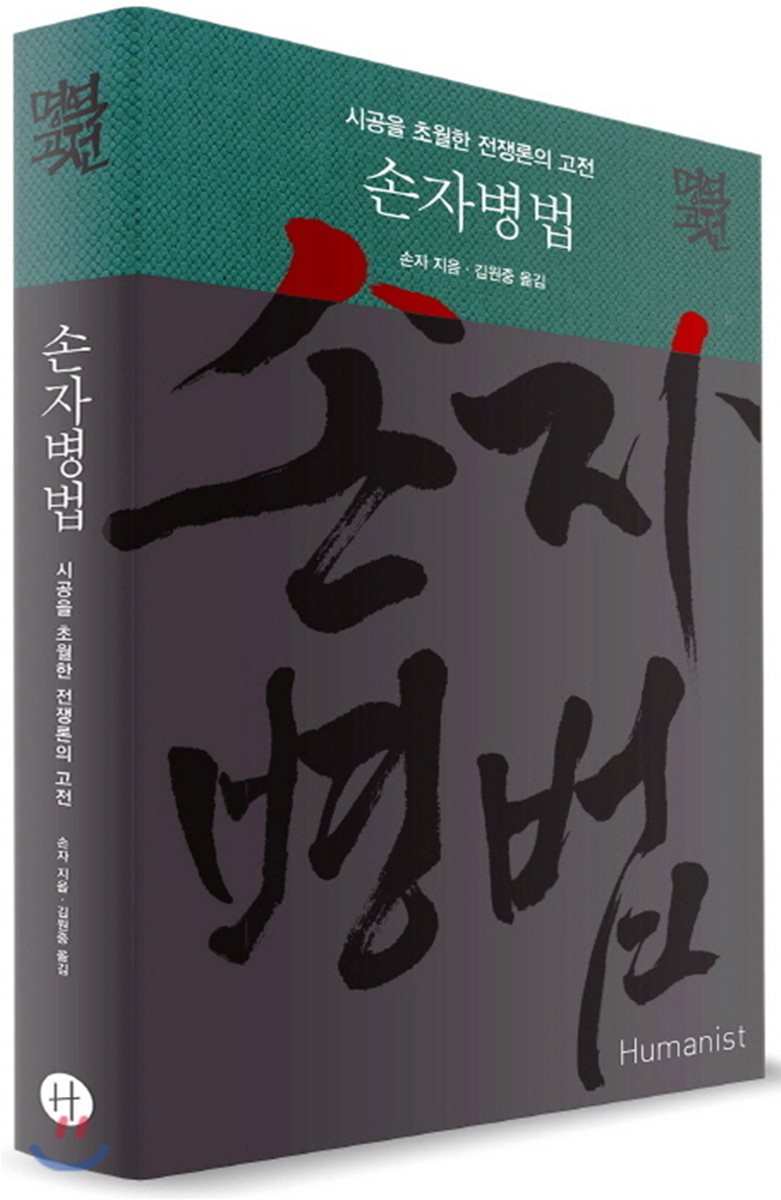 명역
고전
시공을 초월한 전쟁론의 고전
손자병법
손자 지음 · 김원중 옮김
명역
고전
손자
병법
Humanist
손자병법
시공을 초월한 전쟁론의 고전
손자 지음 · 김원중 옮김
H